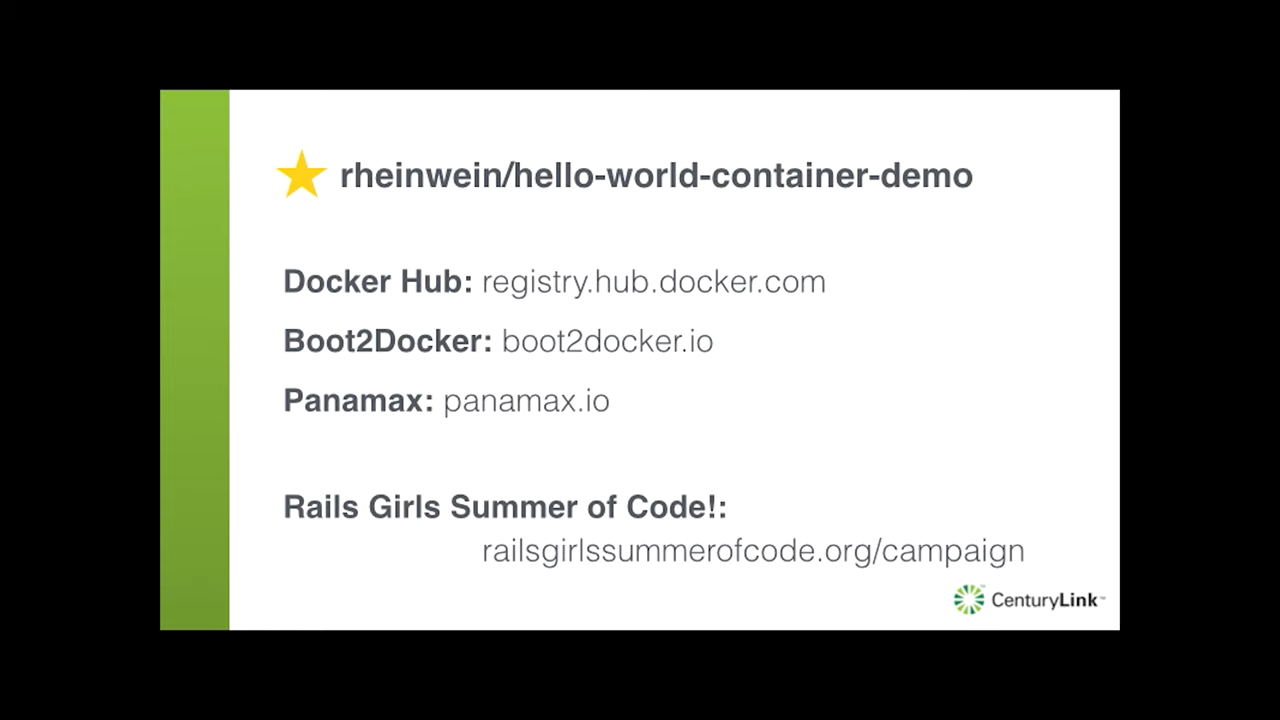 rheinwein/hello-world-container-demo
Docker Hub: registry.hub.docker.com
Boot2Docker: boot2docker.io
Panamax: panamax.io
Rails Girls Summer of Code!:
railsgirlssummerofcode.org/campaign
CenturyLink™